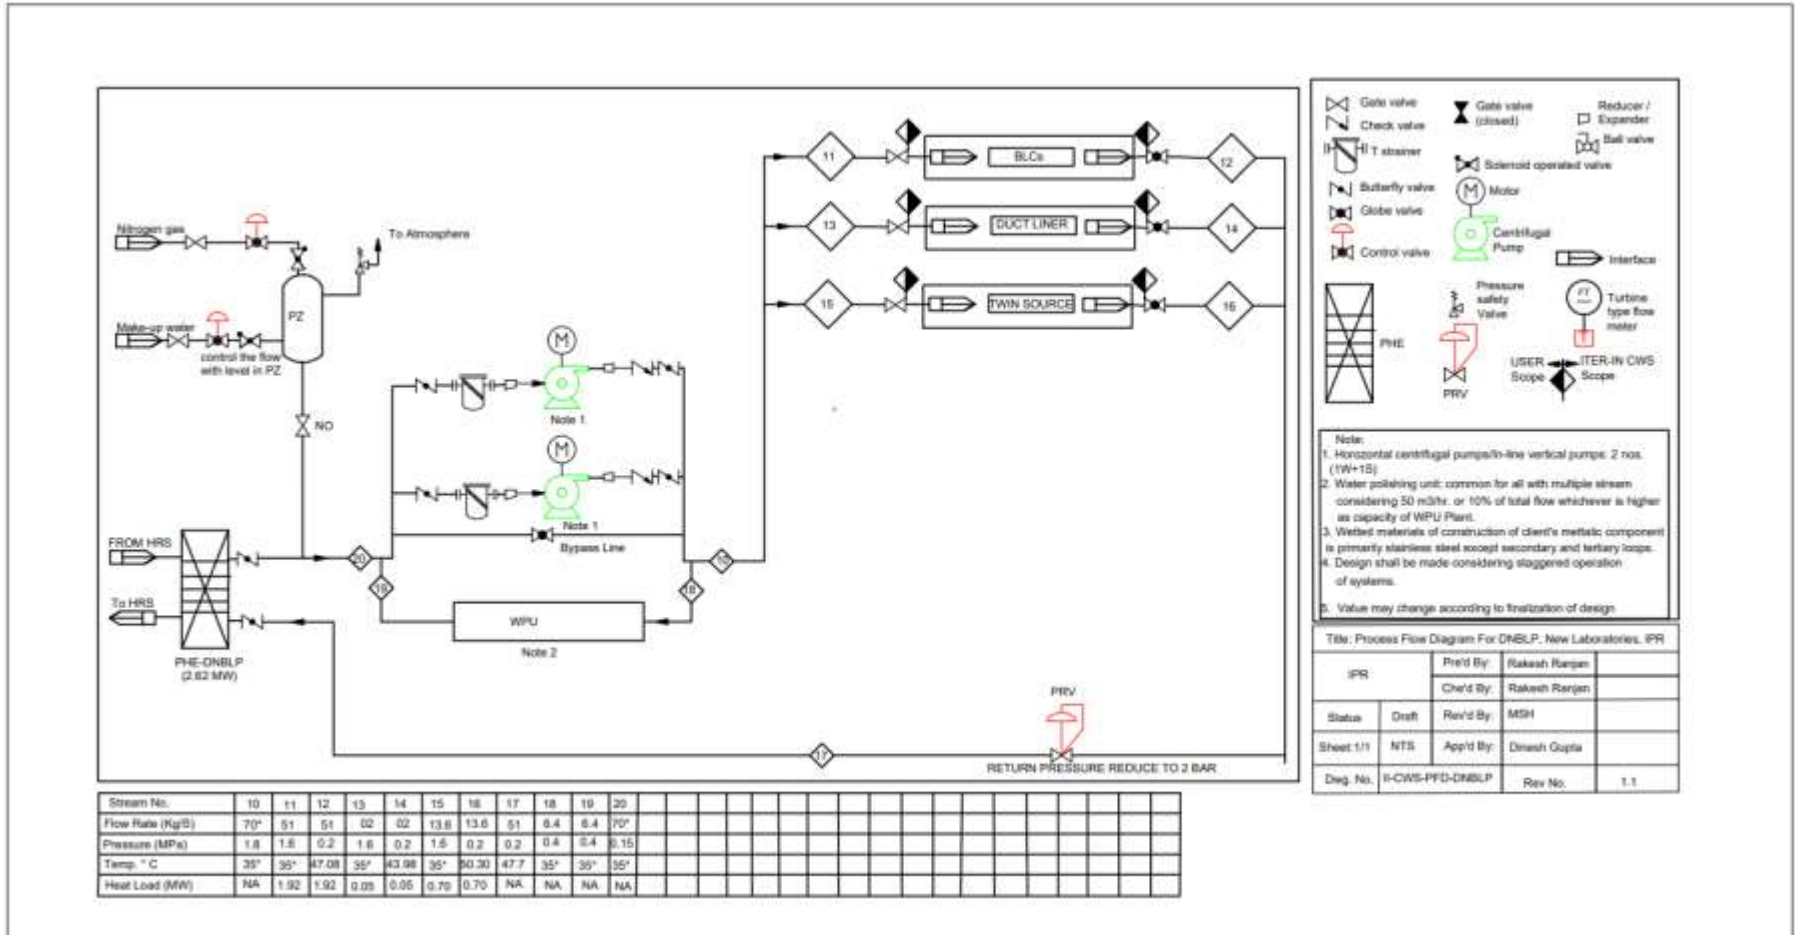 Nitrogen gas
To Atmosphere
PZ
Make-up water
control the flow
with level in PZ
NO
M
Note 1
M
Note 1
Bypass Line
FROM HRS
To HRS
PHE-DNBLP
(2.62 MW)
20
19
18
10
WPU
Note 2
11
BLCs
12
13
DUCT LINER
14
15
TWIN SOURCE
16
17
PRV
RETURN PRESSURE REDUCE TO 2 BAR
Gate valve
Gate valve
(closed)
Reducer /
Expander
Check valve
Ball valve
T strainer
Solenoid operated valve
Butterfly valve
M
Motor
Globe valve
Centrifugal
Pump
Control valve
Interface
PHE
Pressure
safety
Valve
FT
Turbine
type flow
meter
PRV
USER
Scope
ITER-IN CWS
Scope
Note:
1. Horozontal centrifugal pumps/In-line vertical pumps: 2 nos.
(1W+1S)
2. Water polishing unit: common for all with multiple stream
considering 50 m3/hr. or 10% of total flow whichever is higher
as capacity of WPU Plant.
3. Wetted materials of construction of client's mettalic component
is primarily stainless steel except secondary and tertiary loops.
4. Design shall be made considering staggered operation
of systems.
5. Value may change according to finalization of design
Title: Process Flow Diagram For DNBLP, New Laboratories, IPR
IPR Pre'd By: Rakesh Ranjan
Che'd By: Rakesh Ranjan
Status Draft Rev'd By: MSH
Sheet:1/1 NTS App'd By: Dinesh Gupta
Dwg. No. II-CWS-PFD-DNBLP Rev No. 1.1
Stream No. 10 11 12 13 14 15 16 17 18 19 20
Flow Rate (Kg/S) 70* 51 51 02 02 13.6 13.6 51 6.4 6.4 70*
Pressure (MPa) 1.8 1.6 0.2 1.6 0.2 1.6 0.2 0.2 0.4 0.4 0.15
Temp. ° C 35* 35* 47.08 35* 43.98 35* 50.30 47.7 35* 35* 35*
Heat Load (MW) NA 1.92 1.92 0.05 0.05 0.70 0.70 NA NA NA NA